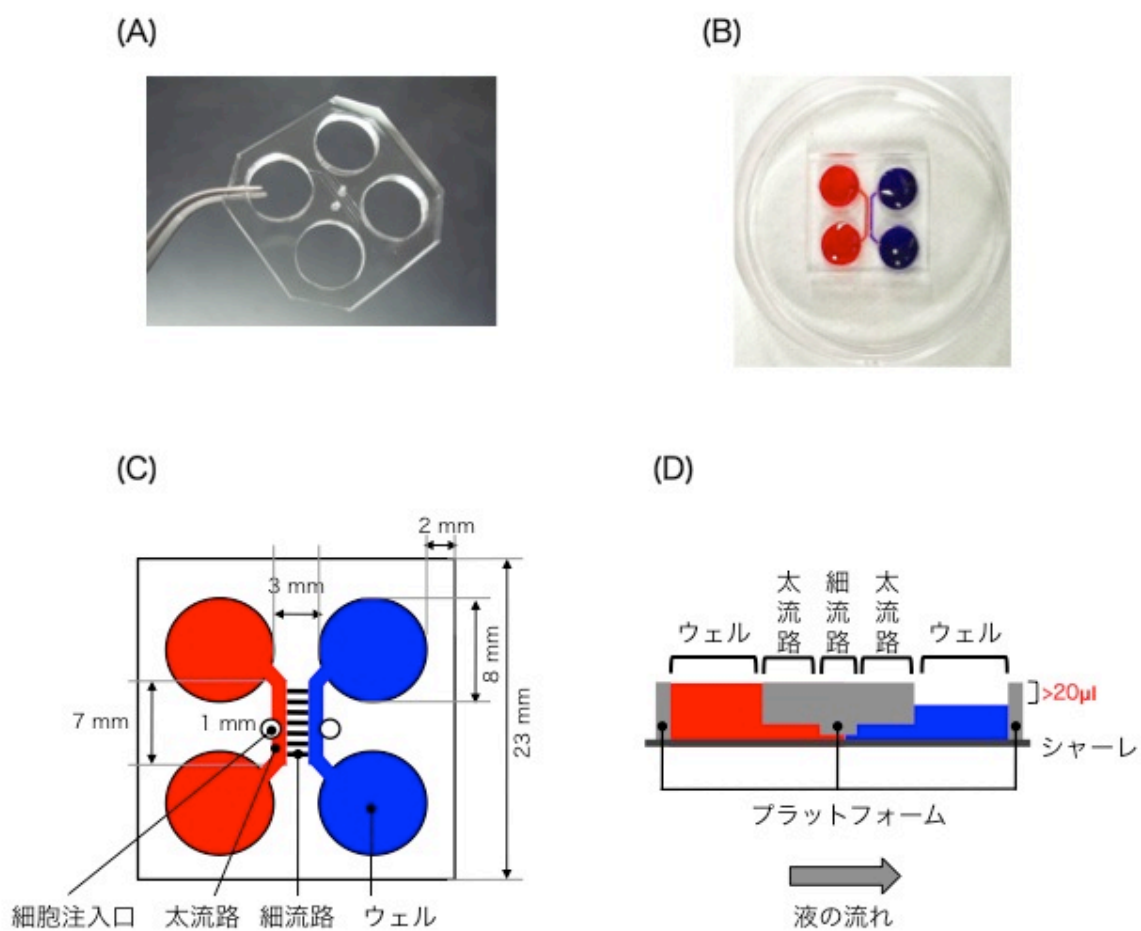 (A)
(B)
(C)
(D)
2 mm
3 mm
8 mm
7 mm
1 mm
23 mm
細胞注入口
太流路
細流路
ウェル
太流路
細流路
太流路
ウェル
ウェル
>20μl
シャーレ
プラットフォーム
液の流れ